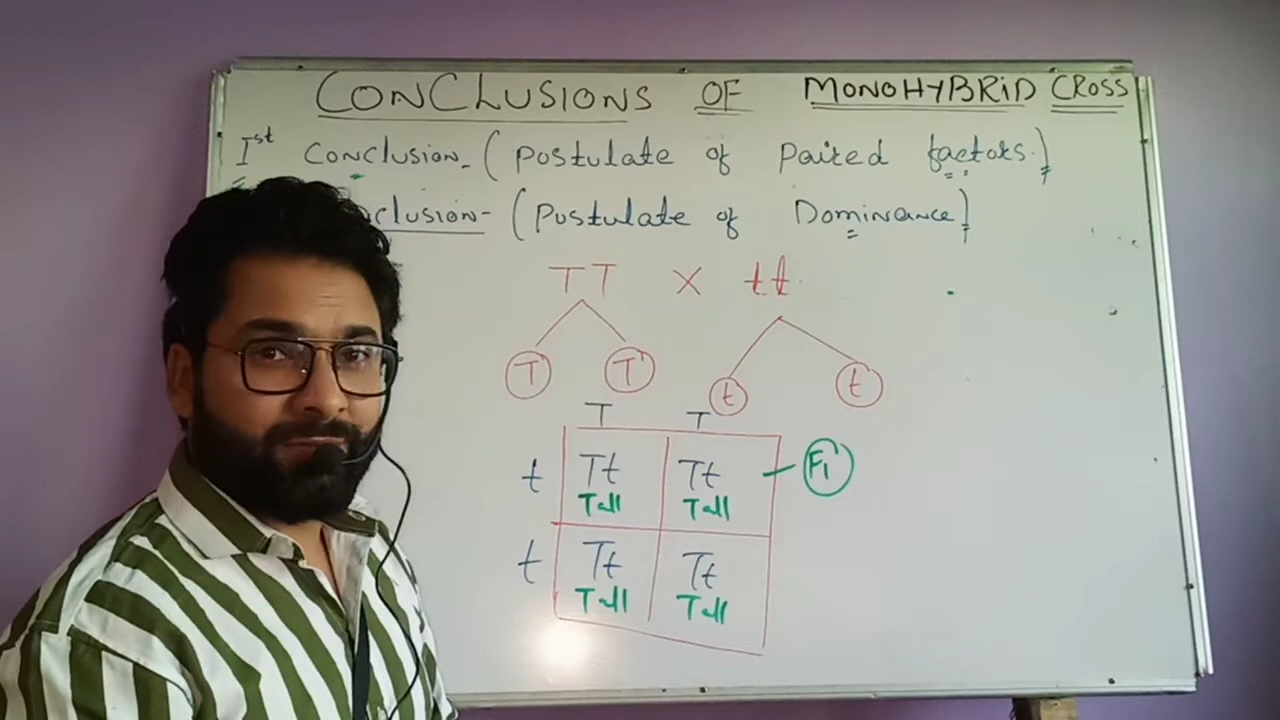 CONCLUSIONS OF MONOHYBRID CROSS
Ist Conclusion- (Postulate of Paired factors.)
clusion- (Postulate of Dominance)
TT X tt
T T t t
T T
t Tt Tt F1
Tall Tall
t Tt Tt
Tall Tall